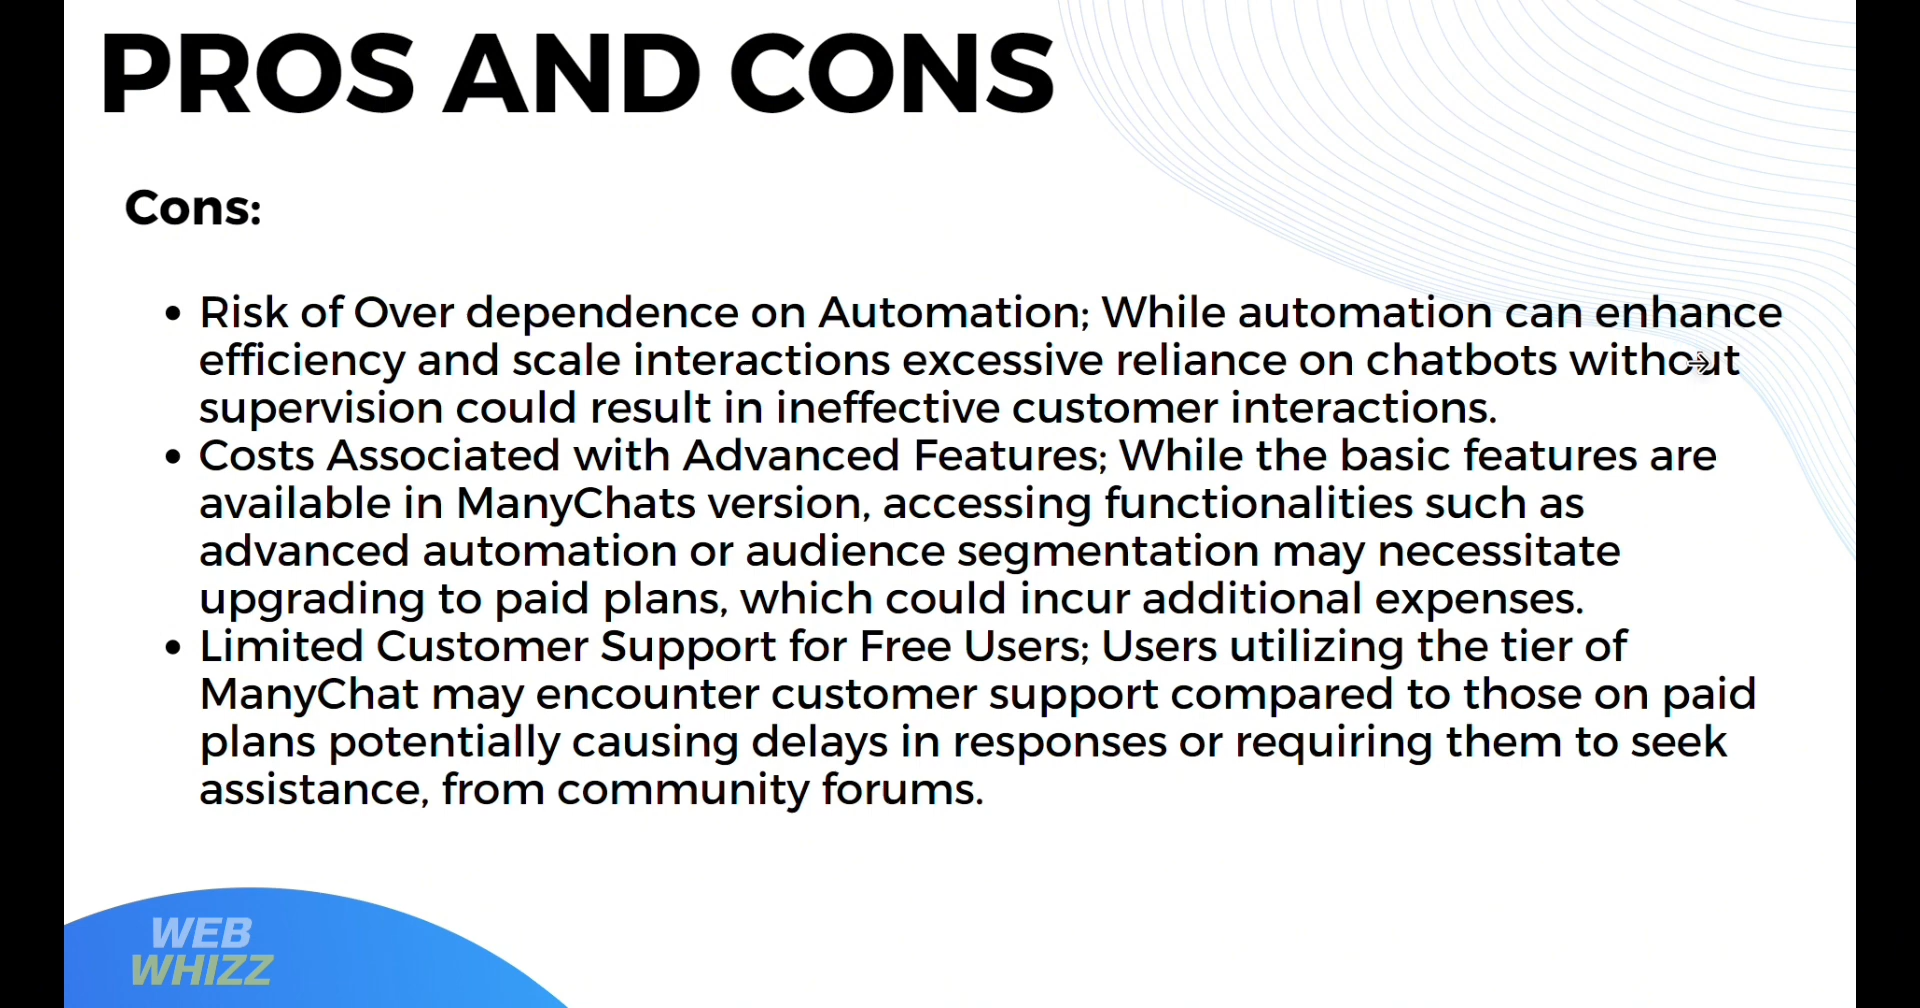 PROS AND CONS
Cons:
• Risk of Over dependence on Automation; While automation can enhance
efficiency and scale interactions excessive reliance on chatbots without
supervision could result in ineffective customer interactions.
• Costs Associated with Advanced Features; While the basic features are
available in ManyChats version, accessing functionalities such as
advanced automation or audience segmentation may necessitate
upgrading to paid plans, which could incur additional expenses.
• Limited Customer Support for Free Users; Users utilizing the tier of
ManyChat may encounter customer support compared to those on paid
plans potentially causing delays in responses or requiring them to seek
assistance, from community forums.
WEB
WHIZZ